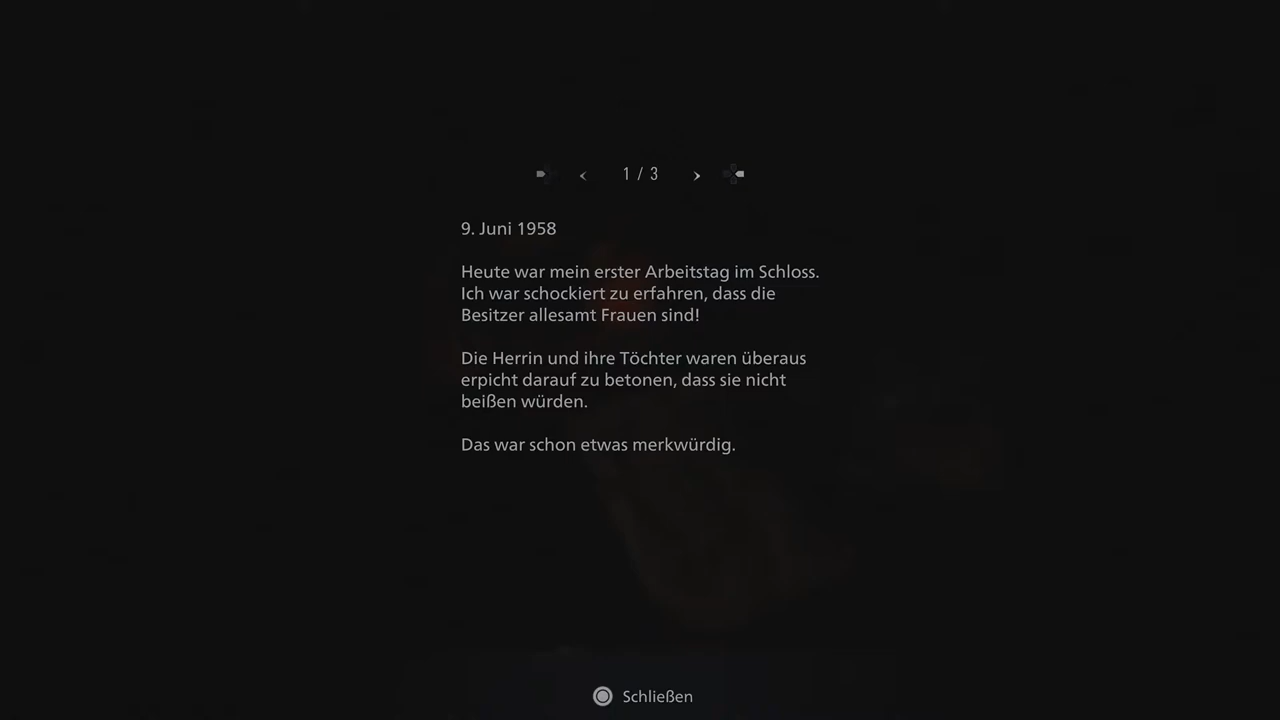 < 1 / 3 >
9. Juni 1958
Heute war mein erster Arbeitstag im Schloss.
Ich war schockiert zu erfahren, dass die
Besitzer allesamt Frauen sind!
Die Herrin und ihre Töchter waren überaus
erpicht darauf zu betonen, dass sie nicht
beißen würden.
Das war schon etwas merkwürdig.
Schließen